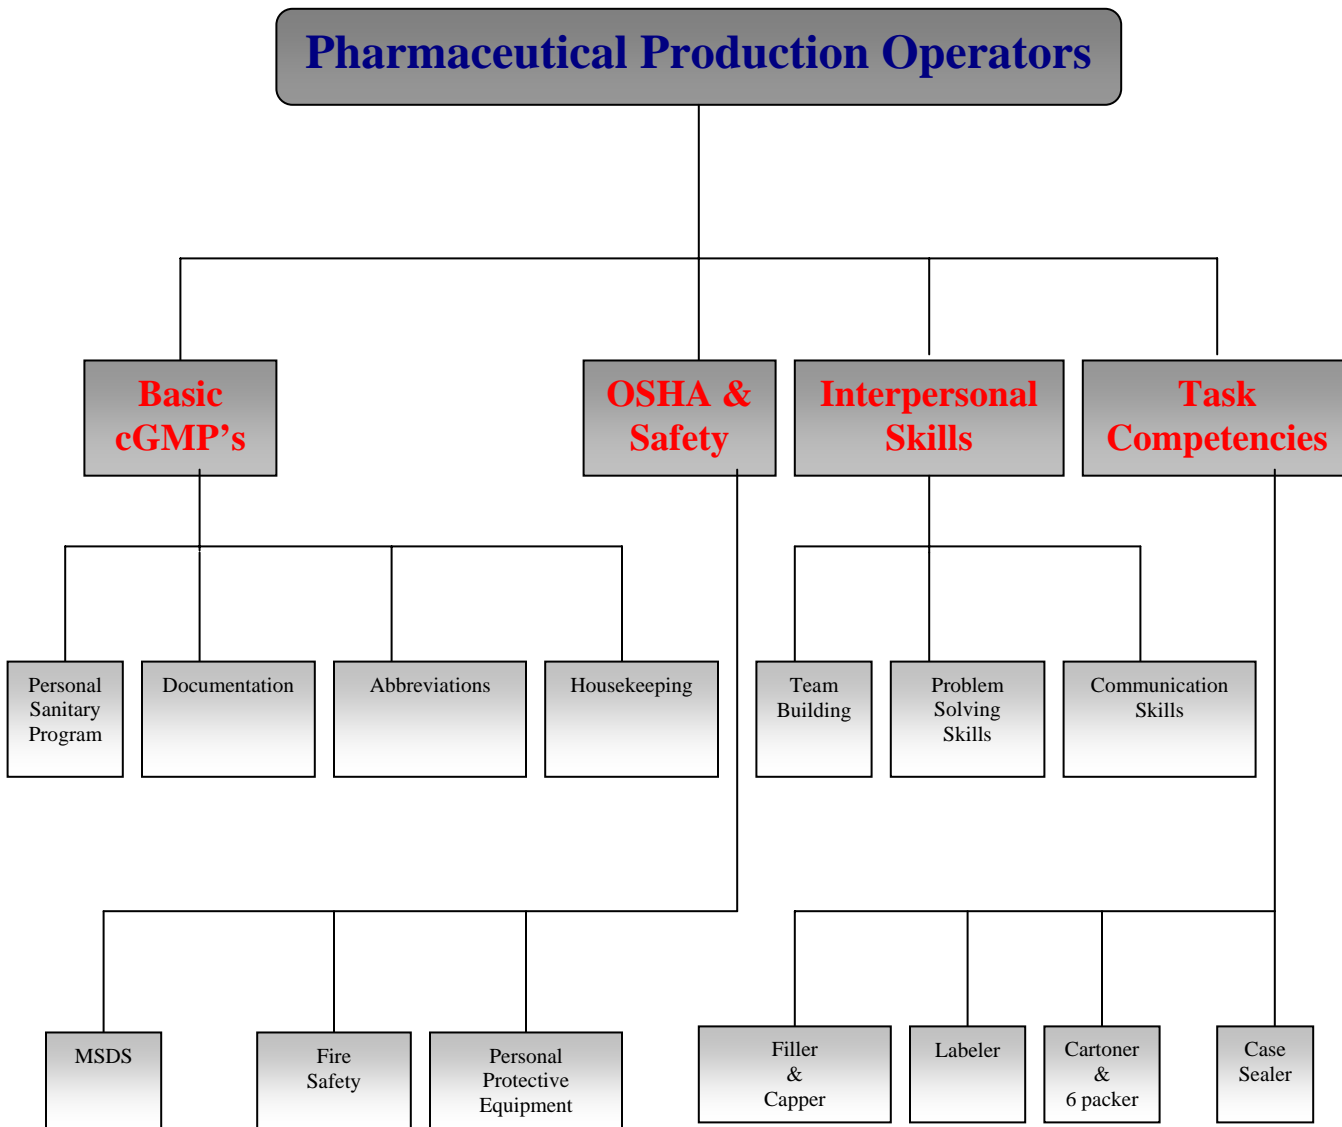 Pharmaceutical Production Operators
Basic
cGMP’s
OSHA &
Safety
Interpersonal
Skills
Task
Competencies
Personal
Sanitary
Program
Documentation
Abbreviations
Housekeeping
Team
Building
Problem
Solving
Skills
Communication
Skills
MSDS
Fire
Safety
Personal
Protective
Equipment
Filler
&
Capper
Labeler
Cartoner
&
6 packer
Case
Sealer